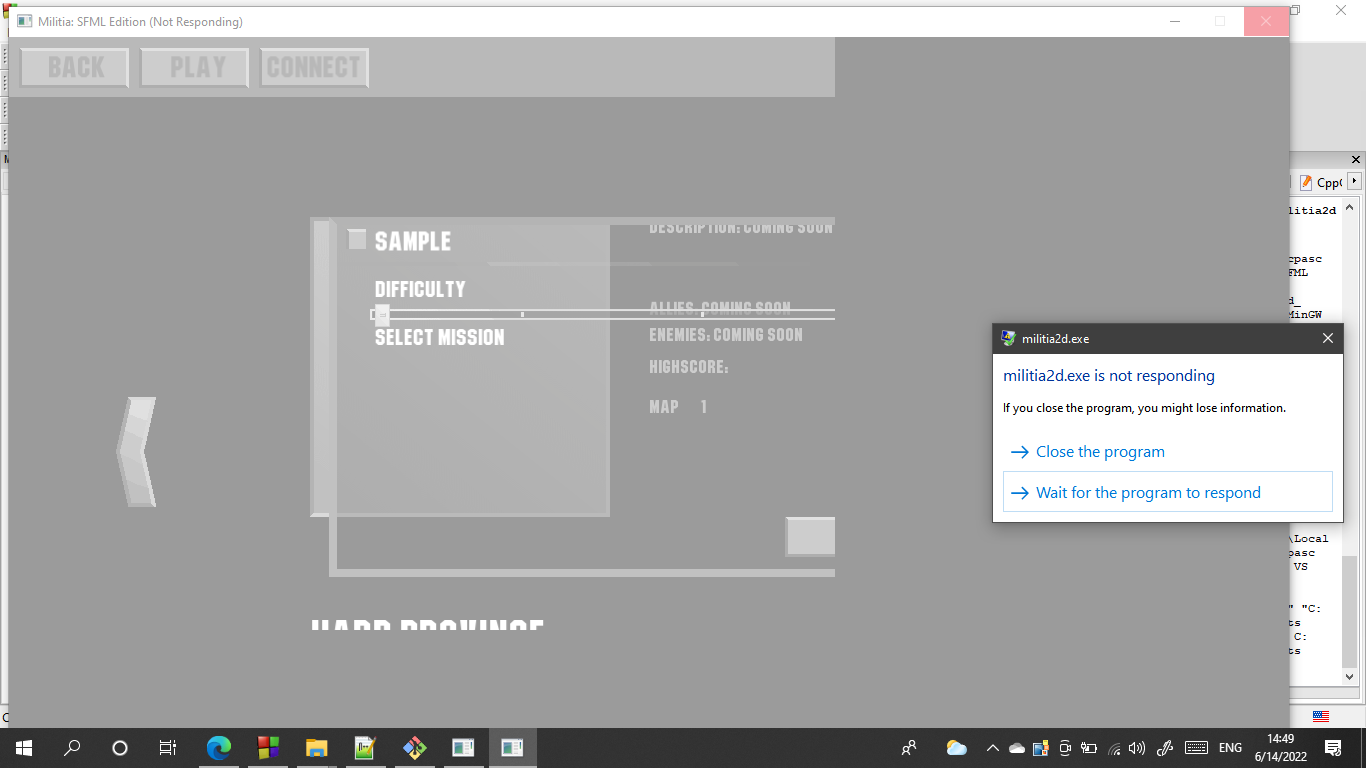 Militia: SFML Edition (Not Responding)
BACK
PLAY
CONNECT
SAMPLE
DESCRIPTION: COMING SOON
DIFFICULTY
ALLIES: COMING SOON
SELECT MISSION
ENEMIES: COMING SOON
HIGHSCORE:
MAP 1
HARD PROVINCE
militia2d.exe
militia2d.exe is not responding
If you close the program, you might lose information.
Close the program
Wait for the program to respond
litia2d
cpasc
FML
d_
MinGW
\Local
pasc
VS
" "C:
ts
C:
ts
ENG
14:49
6/14/2022